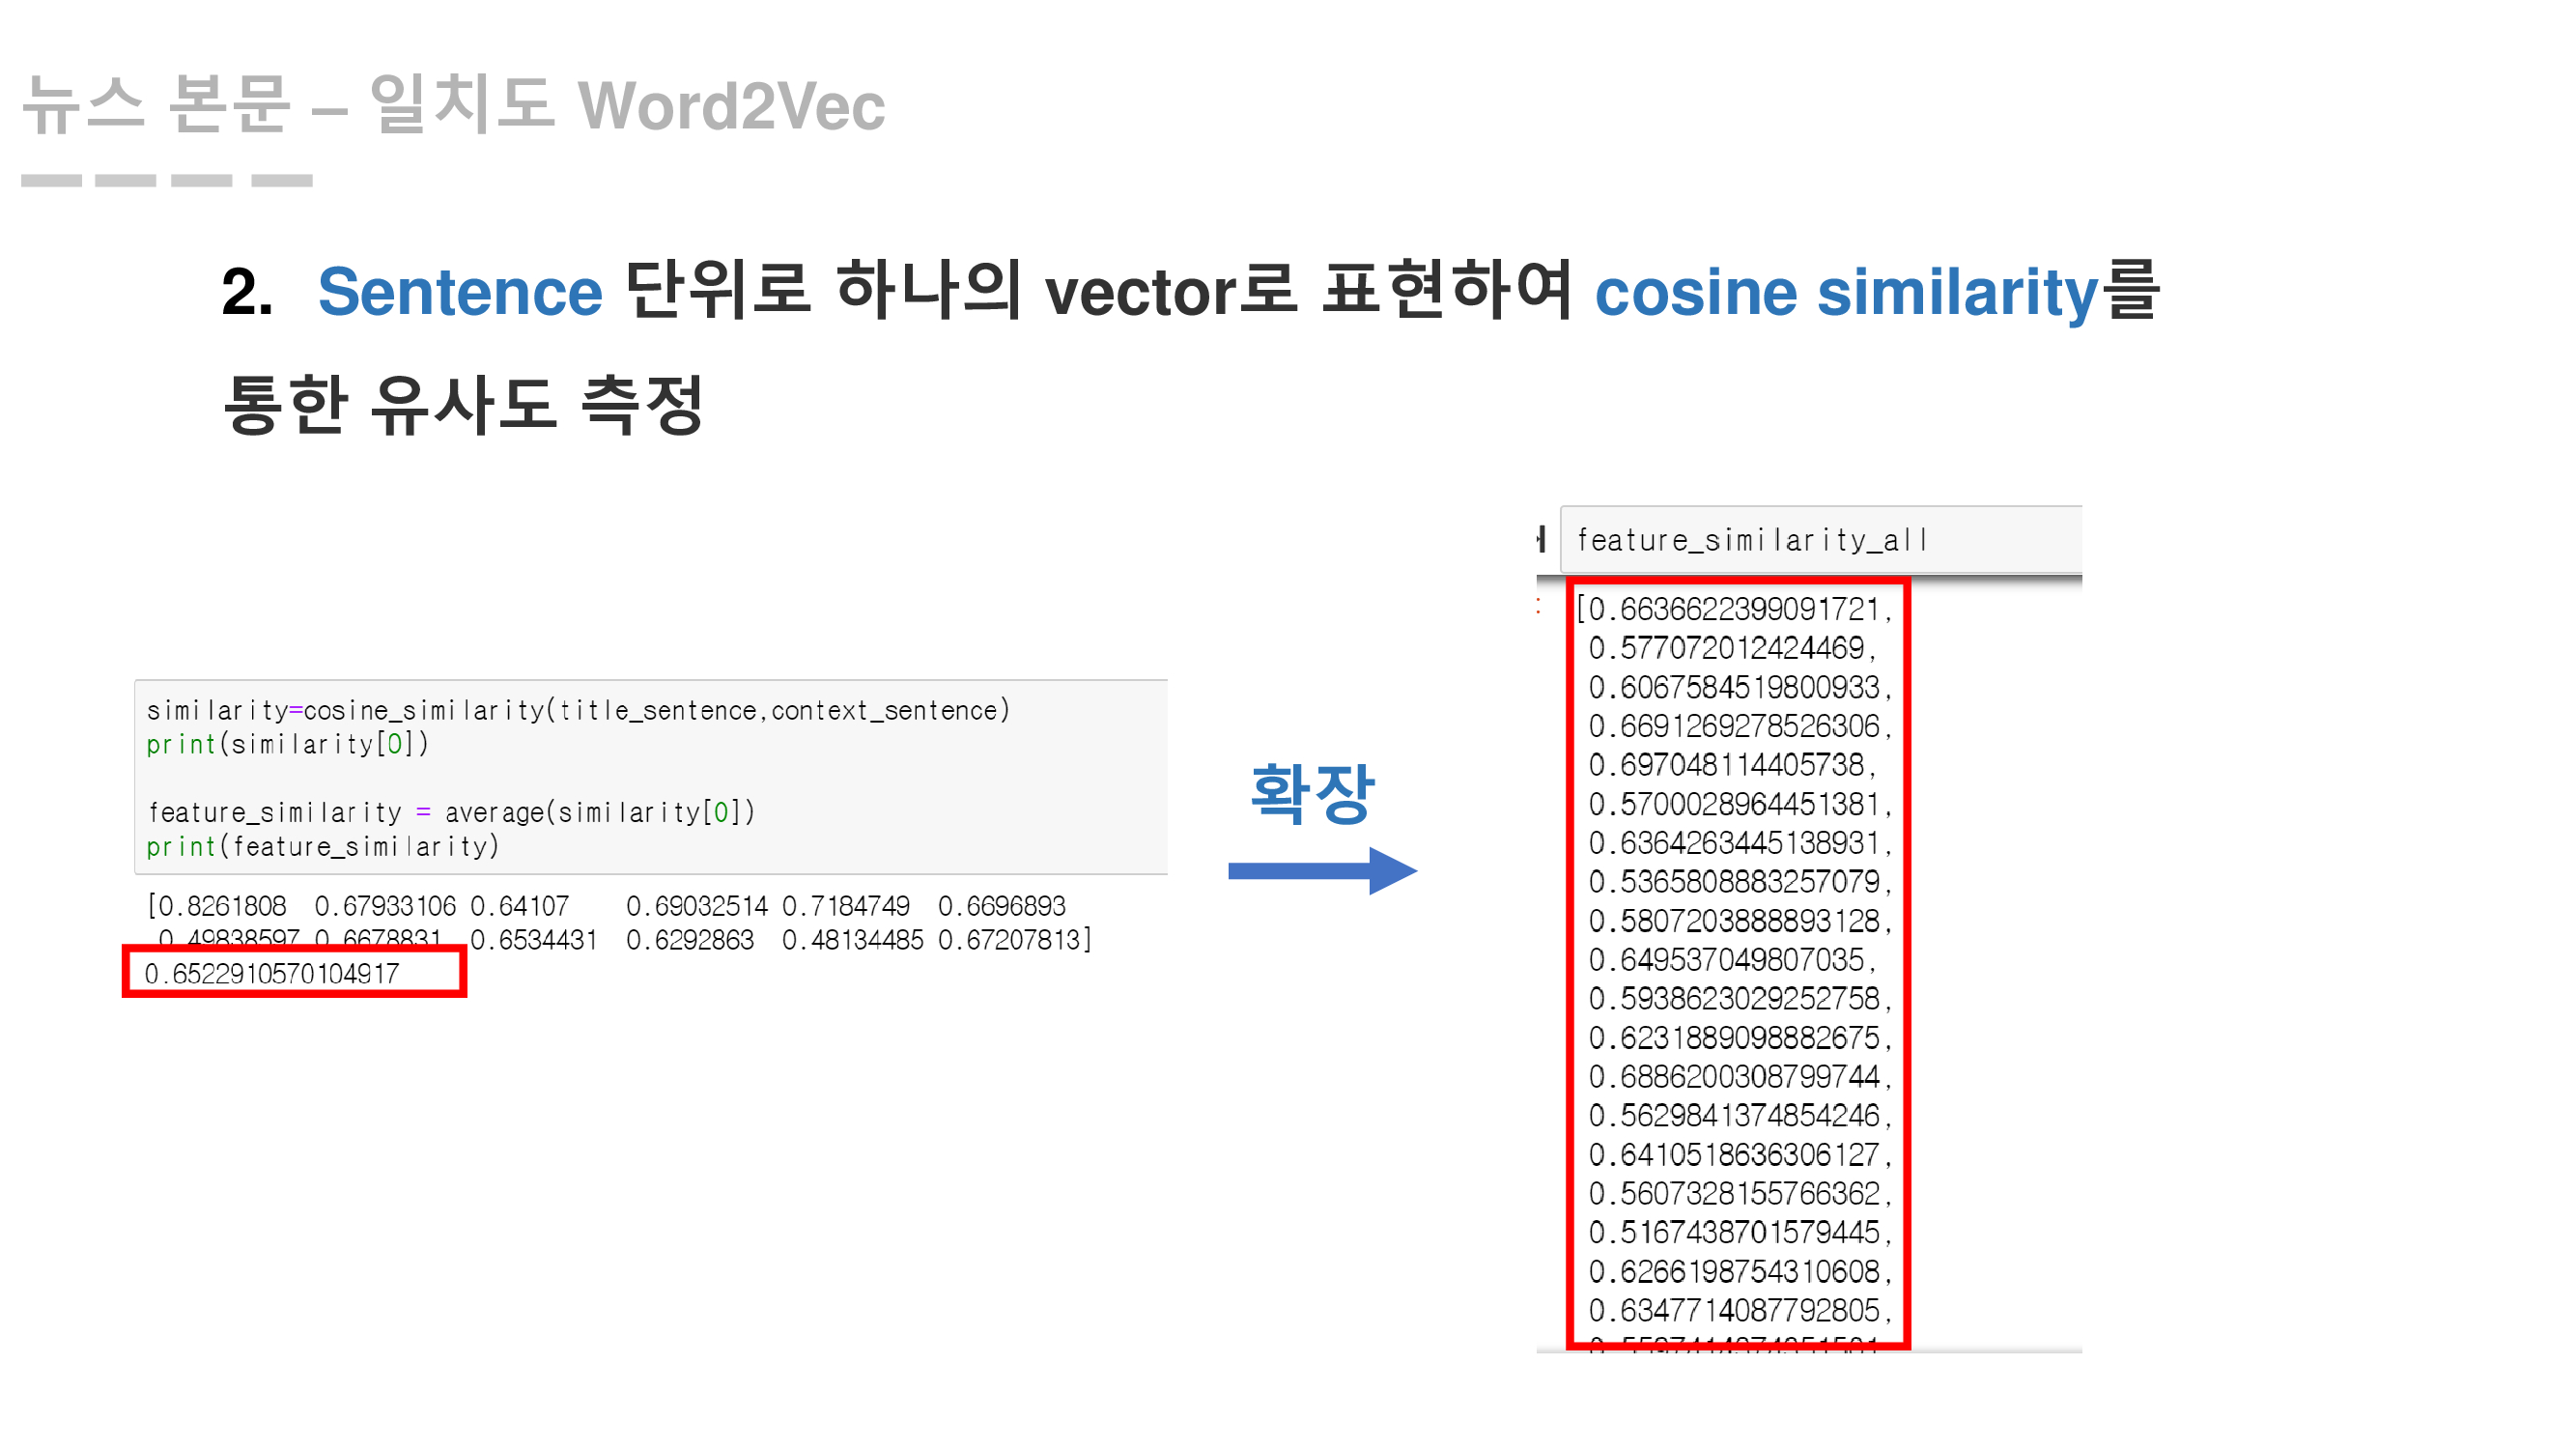 뉴스 본문 – 일치도 Word2Vec
2. Sentence 단위로 하나의 vector로 표현하여 cosine similarity를
통한 유사도 측정
similarity=cosine_similarity(title_sentence,context_sentence)
print(similarity[0])
feature_similarity = average(similarity[0])
print(feature_similarity)
[0.8261808 0.67933106 0.64107 0.69032514 0.7184749 0.6696893
0.49838597 0.6678831 0.6534431 0.6292863 0.48134485 0.67207813]
0.6522910570104917
확장
feature_similarity_all
[0.6636622399091721,
0.577072012424469,
0.6067584519800933,
0.6691269278526306,
0.697048114405738,
0.5700028964451381,
0.6364263445138931,
0.5365808883257079,
0.5807203888893128,
0.649537049807035,
0.5938623029252758,
0.6231889098882675,
0.6886200308799744,
0.5629841374854246,
0.6410518636306127,
0.5607328155766362,
0.5167438701579445,
0.6266198754310608,
0.6347714087792805,